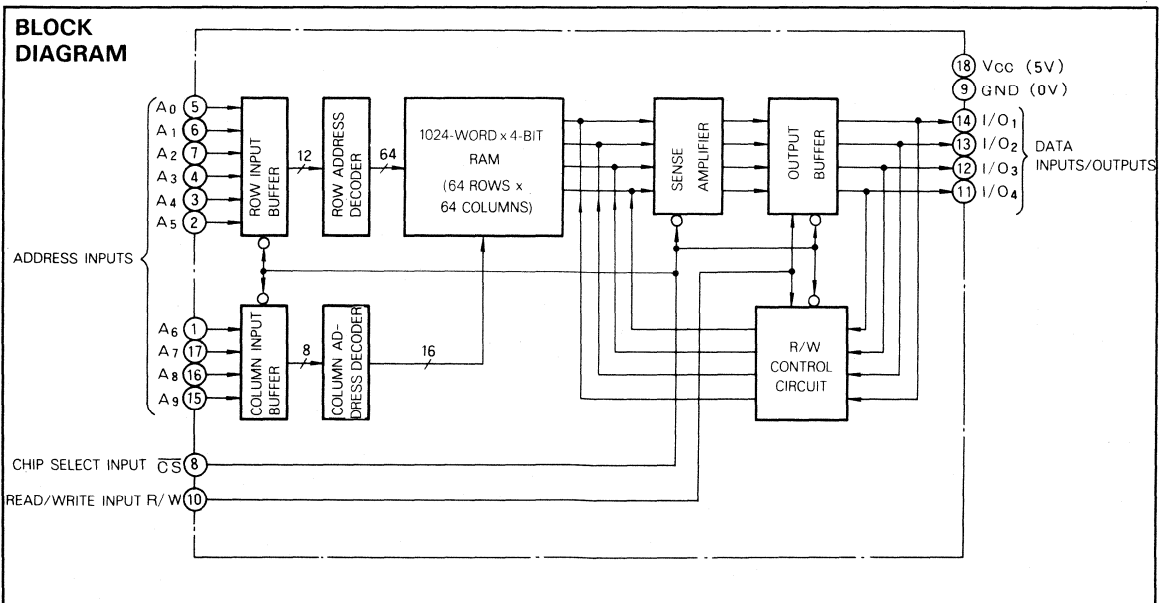 BLOCK
DIAGRAM
18 VCC (5V)
9 GND (0V)
A0 5
A1 6
A2 7
A3 4
A4 3
A5 2
ADDRESS INPUTS
A6 1
A7 17
A8 16
A9 15
ROW INPUT
BUFFER
12
ROW ADDRESS
DECODER
64
1024-WORD x 4-BIT
RAM
(64 ROWS x
64 COLUMNS)
SENSE
AMPLIFIER
OUTPUT
BUFFER
14 I/O1
13 I/O2
12 I/O3
11 I/O4
DATA
INPUTS/OUTPUTS
COLUMN INPUT
BUFFER
8
COLUMN AD-
DRESS DECODER
16
R/W
CONTROL
CIRCUIT
CHIP SELECT INPUT C̅S̅ 8
READ/WRITE INPUT R/W 10